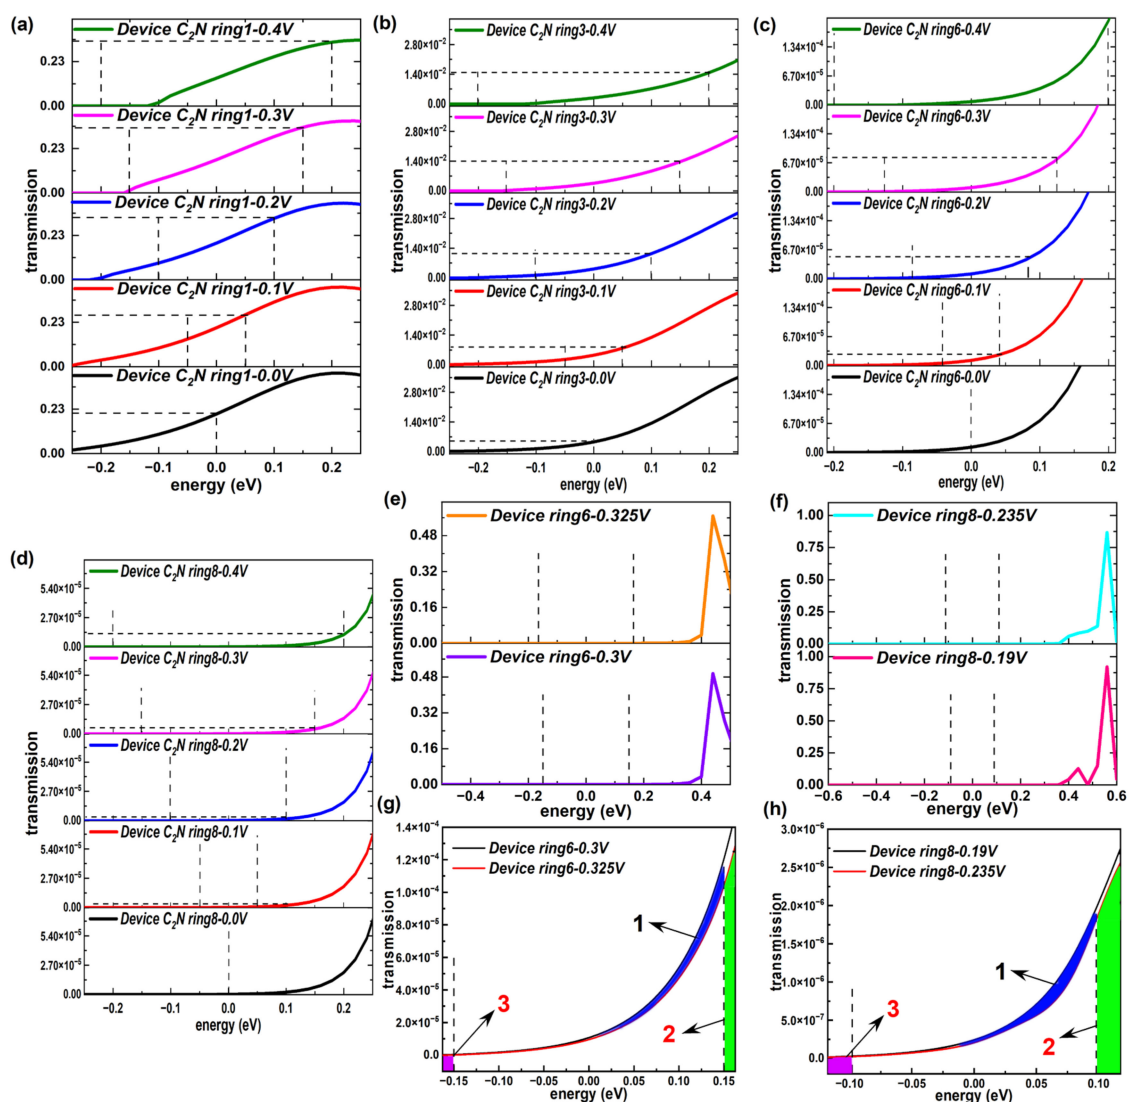 (a)
Device C₂N ring1-0.4V
0.23
0.00
Device C₂N ring1-0.3V
0.23
0.00
Device C₂N ring1-0.2V
0.23
0.00
Device C₂N ring1-0.1V
0.23
0.00
Device C₂N ring1-0.0V
0.23
0.00
transmission
−0.2 −0.1 0.0 0.1 0.2
energy (eV)
(b)
Device C₂N ring3-0.4V
2.80×10⁻²
1.40×10⁻²
0.00
Device C₂N ring3-0.3V
2.80×10⁻²
1.40×10⁻²
0.00
Device C₂N ring3-0.2V
2.80×10⁻²
1.40×10⁻²
0.00
Device C₂N ring3-0.1V
2.80×10⁻²
1.40×10⁻²
0.00
Device C₂N ring3-0.0V
2.80×10⁻²
1.40×10⁻²
0.00
transmission
−0.2 −0.1 0.0 0.1 0.2
energy (eV)
(c)
Device C₂N ring6-0.4V
1.34×10⁻⁴
6.70×10⁻⁵
0.00
Device C₂N ring6-0.3V
1.34×10⁻⁴
6.70×10⁻⁵
0.00
Device C₂N ring6-0.2V
1.34×10⁻⁴
6.70×10⁻⁵
0.00
Device C₂N ring6-0.1V
1.34×10⁻⁴
6.70×10⁻⁵
0.00
Device C₂N ring6-0.0V
1.34×10⁻⁴
6.70×10⁻⁵
0.00
transmission
−0.2 −0.1 0.0 0.1 0.2
energy (eV)
(d)
Device C₂N ring8-0.4V
5.40×10⁻⁵
2.70×10⁻⁵
0.00
Device C₂N ring8-0.3V
5.40×10⁻⁵
2.70×10⁻⁵
0.00
Device C₂N ring8-0.2V
5.40×10⁻⁵
2.70×10⁻⁵
0.00
Device C₂N ring8-0.1V
5.40×10⁻⁵
2.70×10⁻⁵
0.00
Device C₂N ring8-0.0V
5.40×10⁻⁵
2.70×10⁻⁵
0.00
transmission
−0.2 −0.1 0.0 0.1 0.2
energy (eV)
(e)
Device ring6-0.325V
0.48
0.32
0.16
0.00
Device ring6-0.3V
0.48
0.32
0.16
0.00
transmission
−0.4 −0.2 0.0 0.2 0.4
energy (eV)
(f)
Device ring8-0.235V
1.00
0.75
0.50
0.25
0.00
Device ring8-0.19V
1.00
0.75
0.50
0.25
0.00
transmission
−0.6 −0.4 −0.2 0.0 0.2 0.4 0.6
energy (eV)
(g)
Device ring6-0.3V
Device ring6-0.325V
1.4×10⁻⁴
1.2×10⁻⁴
1.0×10⁻⁴
8.0×10⁻⁵
6.0×10⁻⁵
4.0×10⁻⁵
2.0×10⁻⁵
0.0
1
2
3
transmission
−0.15 −0.10 −0.05 0.00 0.05 0.10 0.15
energy (eV)
(h)
Device ring8-0.19V
Device ring8-0.235V
3.0×10⁻⁶
2.5×10⁻⁶
2.0×10⁻⁶
1.5×10⁻⁶
1.0×10⁻⁶
5.0×10⁻⁷
0.0
1
2
3
transmission
−0.10 −0.05 0.00 0.05 0.10
energy (eV)